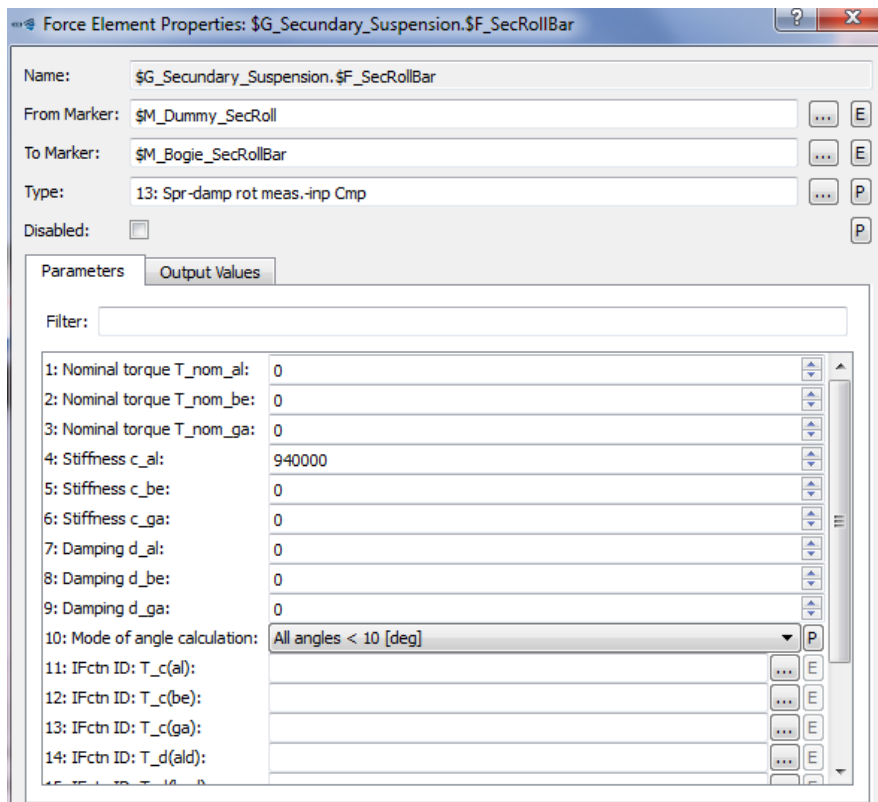 Force Element Properties: $G_Secundary_Suspension.$F_SecRollBar
?
X
Name: $G_Secundary_Suspension.$F_SecRollBar
From Marker: $M_Dummy_SecRoll ... E
To Marker: $M_Bogie_SecRollBar ... E
Type: 13: Spr-damp rot meas.-inp Cmp ... P
Disabled: P
Parameters Output Values
Filter:
1: Nominal torque T_nom_al: 0
2: Nominal torque T_nom_be: 0
3: Nominal torque T_nom_ga: 0
4: Stiffness c_al: 940000
5: Stiffness c_be: 0
6: Stiffness c_ga: 0
7: Damping d_al: 0
8: Damping d_be: 0
9: Damping d_ga: 0
10: Mode of angle calculation: All angles < 10 [deg] P
11: IFctn ID: T_c(al): ... E
12: IFctn ID: T_c(be): ... E
13: IFctn ID: T_c(ga): ... E
14: IFctn ID: T_d(ald): ... E